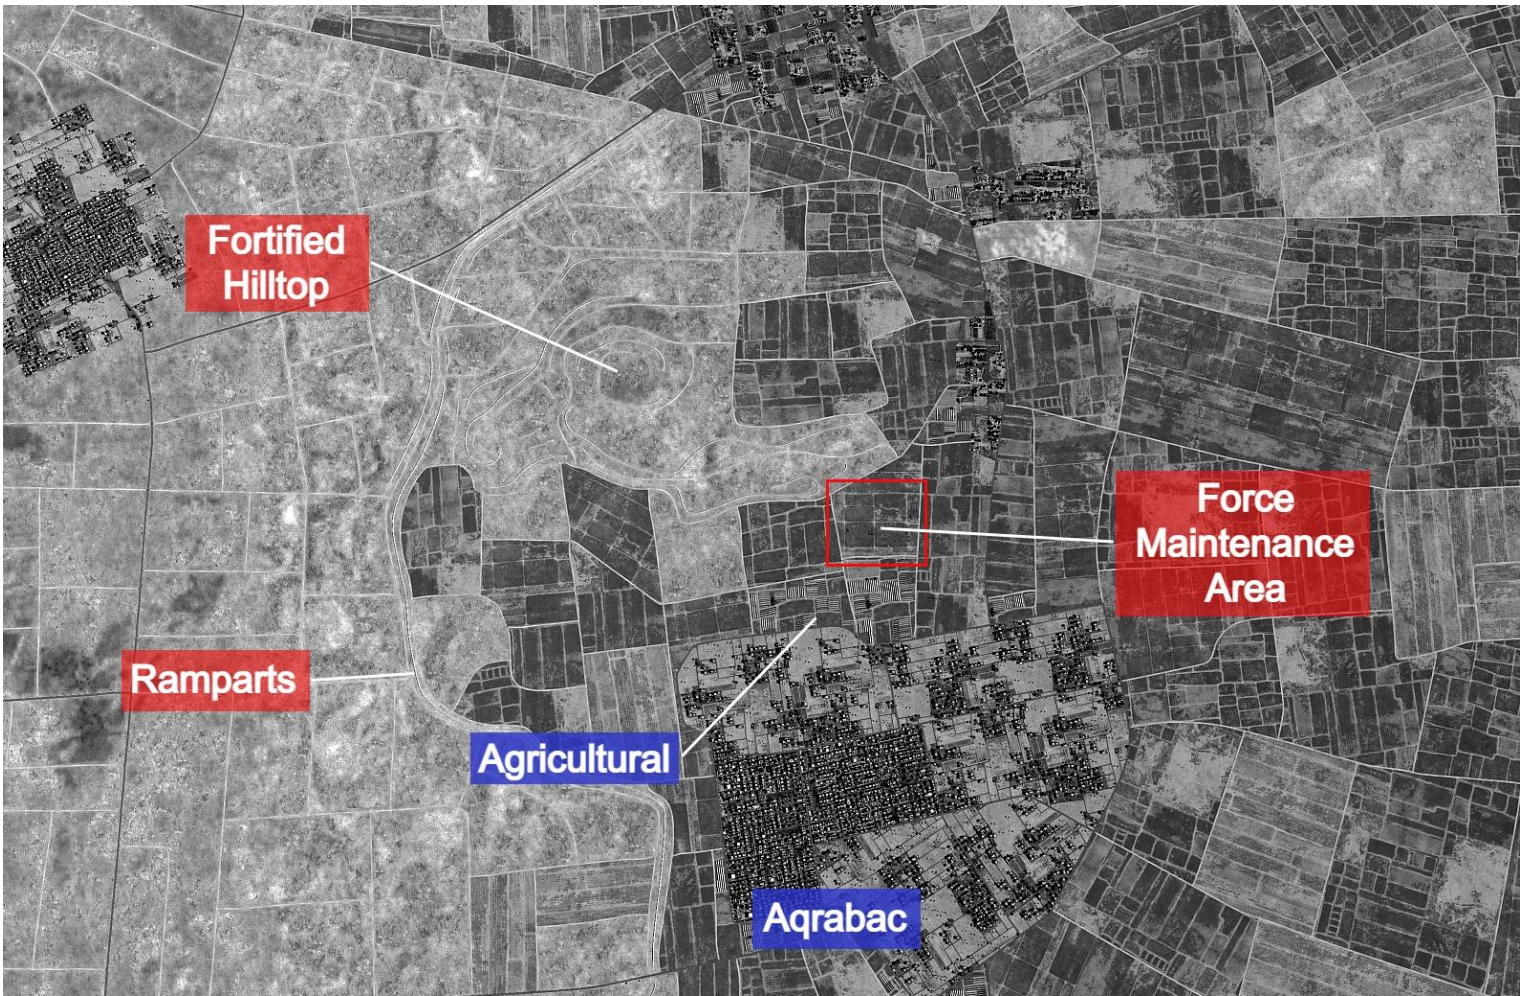 Fortified
Hilltop
Force
Maintenance
Area
Ramparts
Agricultural
Aqrabac